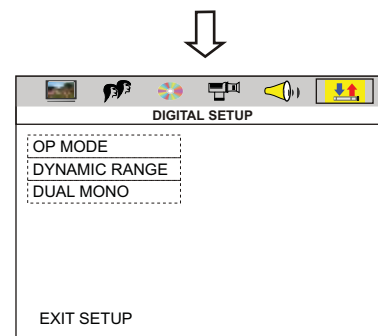 DIGITAL SETUP
OP MODE
DYNAMIC RANGE
DUAL MONO
EXIT SETUP